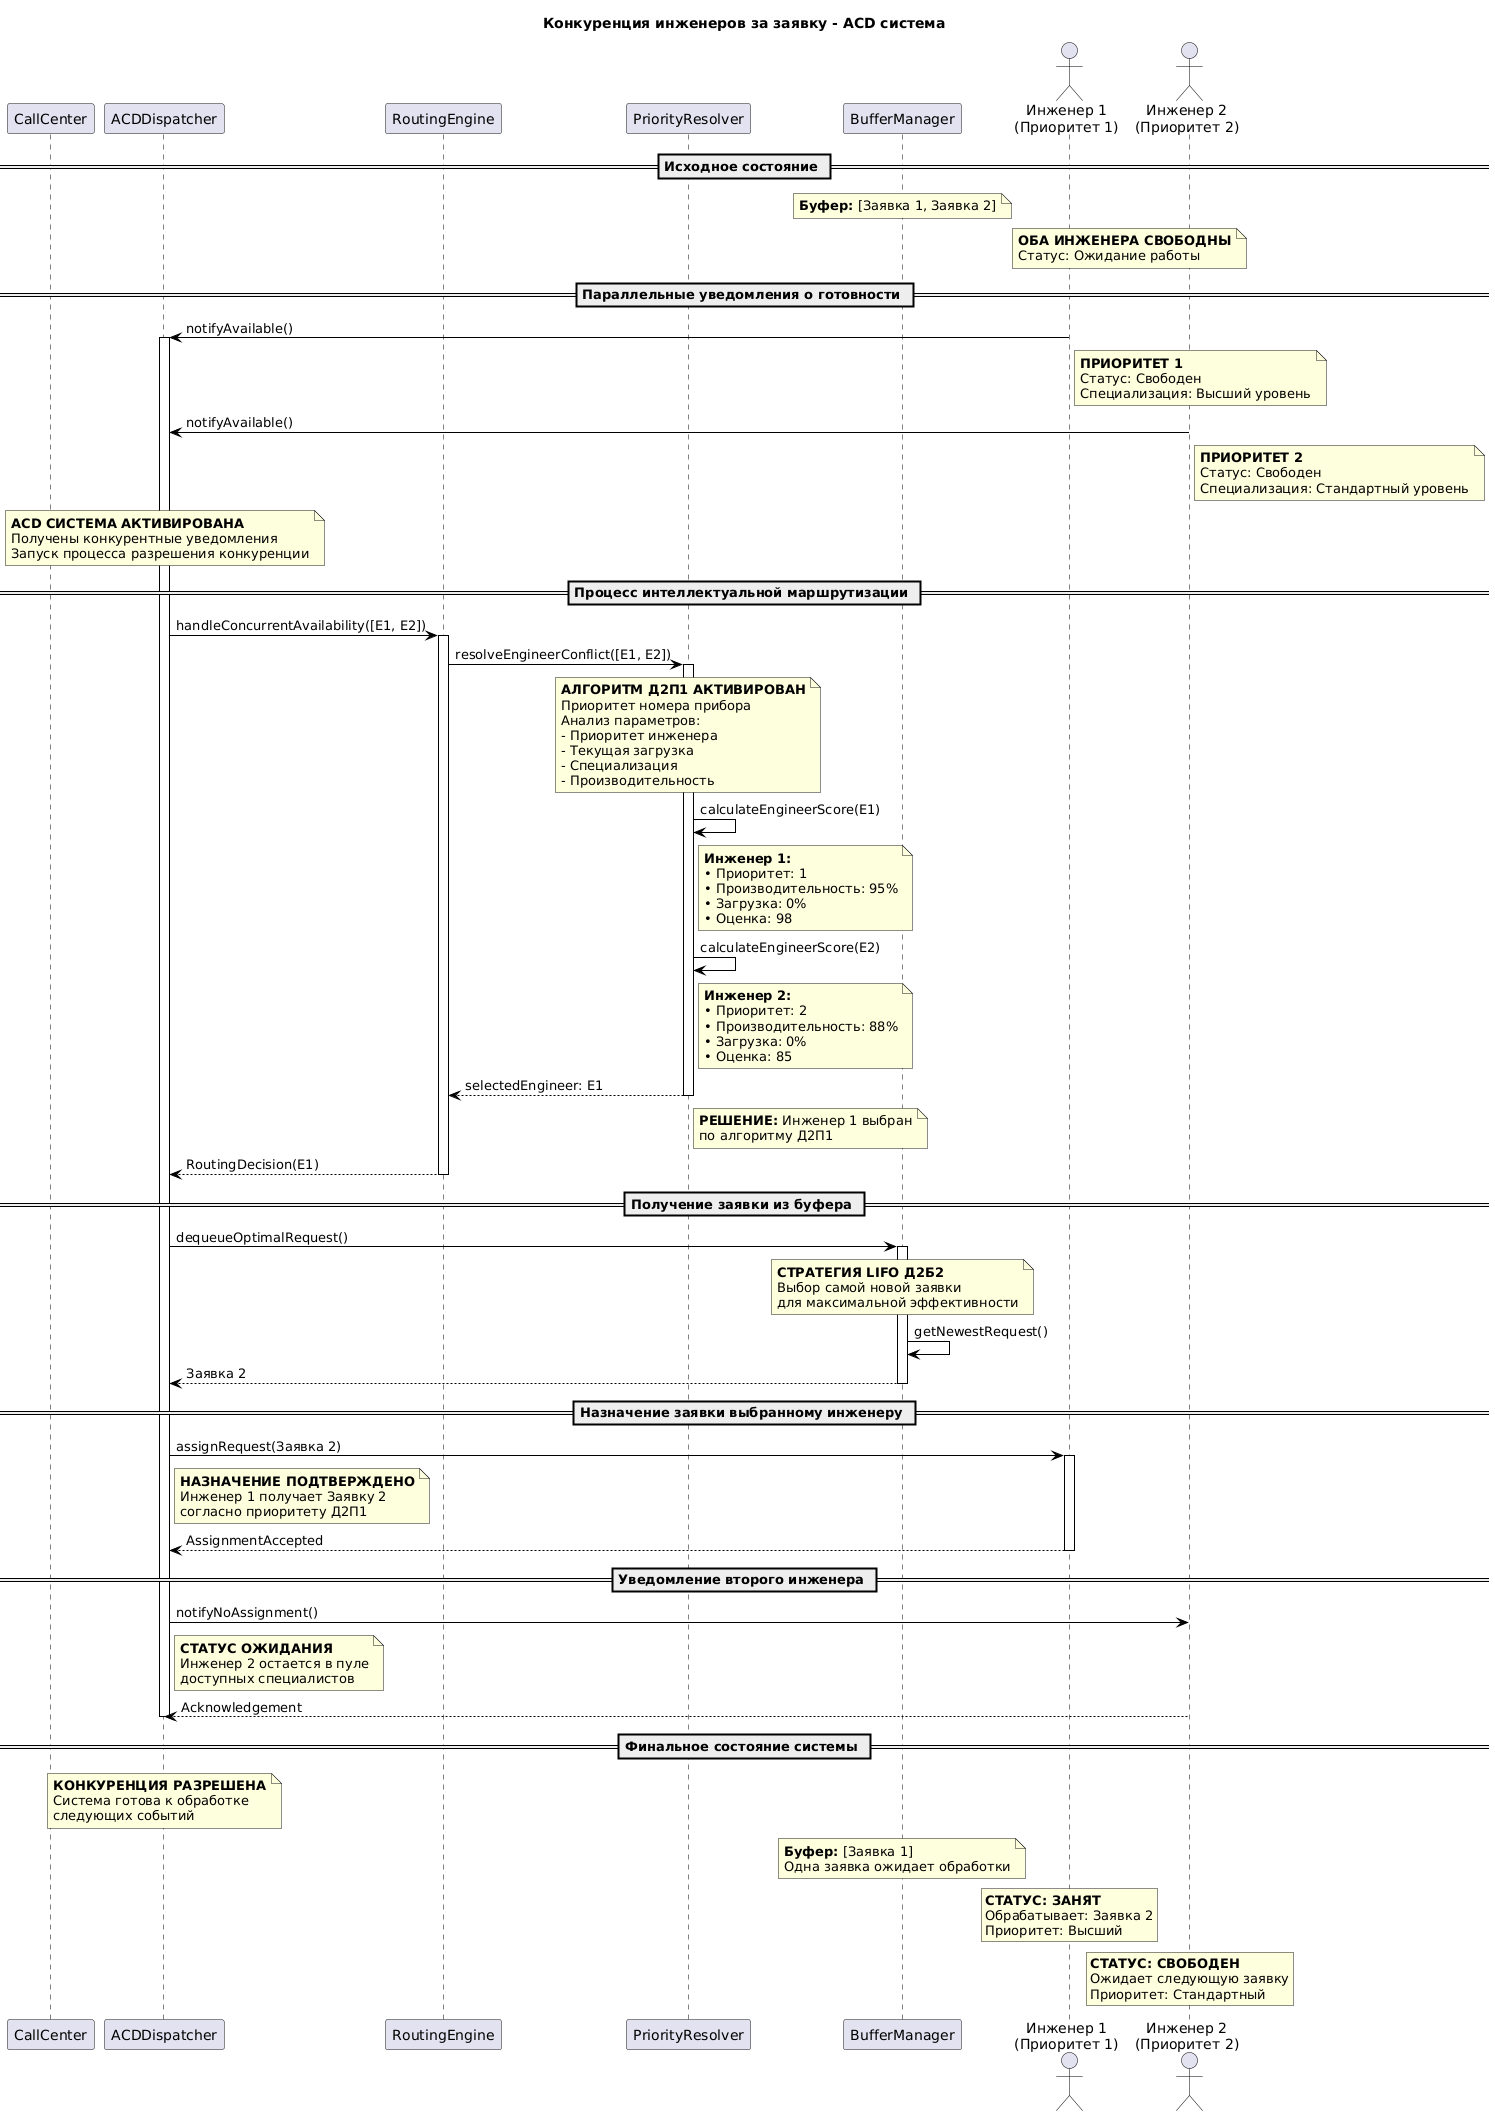 Конкуренция инженеров за заявку - ACD система
CallCenter
ACDDispatcher
RoutingEngine
PriorityResolver
BufferManager
Инженер 1
(Приоритет 1)
Инженер 2
(Приоритет 2)
Исходное состояние
Буфер: [Заявка 1, Заявка 2]
ОБА ИНЖЕНЕРА СВОБОДНЫ
Статус: Ожидание работы
Параллельные уведомления о готовности
notifyAvailable()
ПРИОРИТЕТ 1
Статус: Свободен
Специализация: Высший уровень
notifyAvailable()
ПРИОРИТЕТ 2
Статус: Свободен
Специализация: Стандартный уровень
ACD СИСТЕМА АКТИВИРОВАНА
Получены конкурентные уведомления
Запуск процесса разрешения конкуренции
Процесс интеллектуальной маршрутизации
handleConcurrentAvailability([E1, E2])
resolveEngineerConflict([E1, E2])
АЛГОРИТМ Д2П1 АКТИВИРОВАН
Приоритет номера прибора
Анализ параметров:
- Приоритет инженера
- Текущая загрузка
- Специализация
- Производительность
calculateEngineerScore(E1)
Инженер 1:
• Приоритет: 1
• Производительность: 95%
• Загрузка: 0%
• Оценка: 98
calculateEngineerScore(E2)
Инженер 2:
• Приоритет: 2
• Производительность: 88%
• Загрузка: 0%
• Оценка: 85
selectedEngineer: E1
РЕШЕНИЕ: Инженер 1 выбран
по алгоритму Д2П1
RoutingDecision(E1)
Получение заявки из буфера
dequeueOptimalRequest()
СТРАТЕГИЯ LIFO Д2Б2
Выбор самой новой заявки
для максимальной эффективности
getNewestRequest()
Заявка 2
Назначение заявки выбранному инженеру
assignRequest(Заявка 2)
НАЗНАЧЕНИЕ ПОДТВЕРЖДЕНО
Инженер 1 получает Заявку 2
согласно приоритету Д2П1
AssignmentAccepted
Уведомление второго инженера
notifyNoAssignment()
СТАТУС ОЖИДАНИЯ
Инженер 2 остается в пуле
доступных специалистов
Acknowledgement
Финальное состояние системы
КОНКУРЕНЦИЯ РАЗРЕШЕНА
Система готова к обработке
следующих событий
Буфер: [Заявка 1]
Одна заявка ожидает обработки
СТАТУС: ЗАНЯТ
Обрабатывает: Заявка 2
Приоритет: Высший
СТАТУС: СВОБОДЕН
Ожидает следующую заявку
Приоритет: Стандартный
CallCenter
ACDDispatcher
RoutingEngine
PriorityResolver
BufferManager
Инженер 1
(Приоритет 1)
Инженер 2
(Приоритет 2)